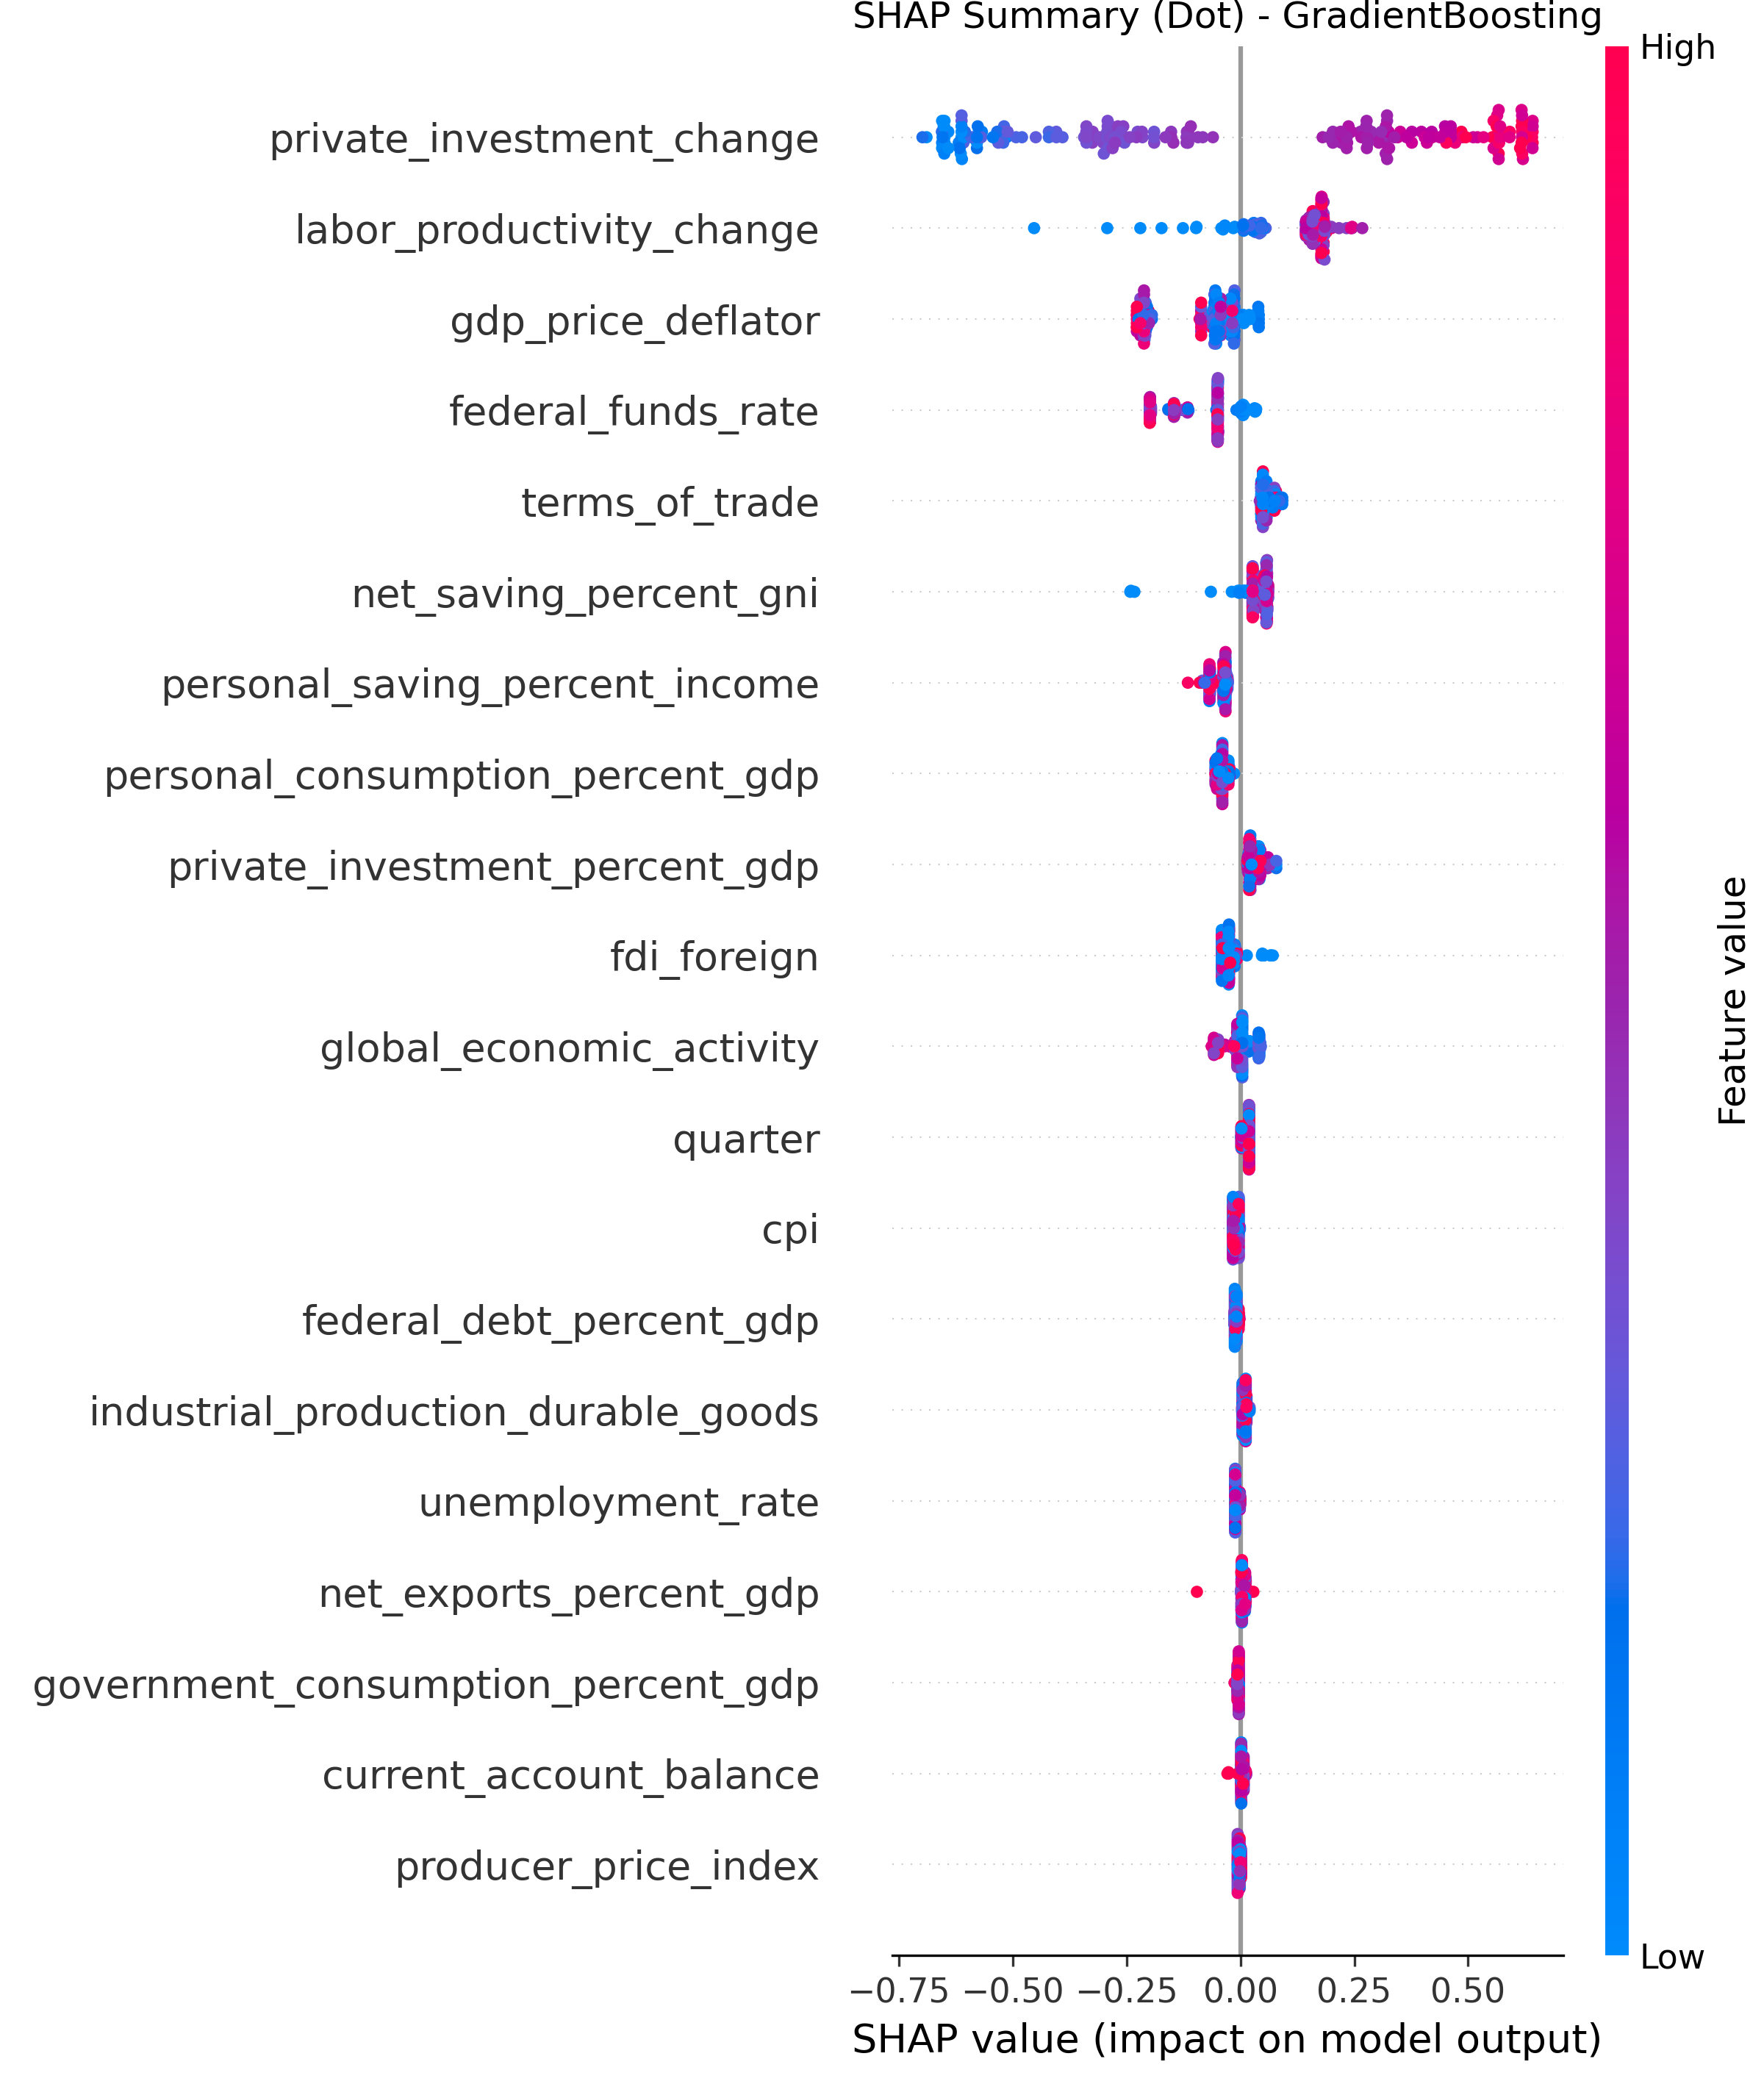 SHAP Summary (Dot) - GradientBoosting
High
private_investment_change
labor_productivity_change
gdp_price_deflator
federal_funds_rate
terms_of_trade
net_saving_percent_gni
personal_saving_percent_income
personal_consumption_percent_gdp
private_investment_percent_gdp
fdi_foreign
global_economic_activity
quarter
cpi
federal_debt_percent_gdp
industrial_production_durable_goods
unemployment_rate
net_exports_percent_gdp
government_consumption_percent_gdp
current_account_balance
producer_price_index
Feature value
Low
−0.75 −0.50 −0.25 0.00 0.25 0.50
SHAP value (impact on model output)